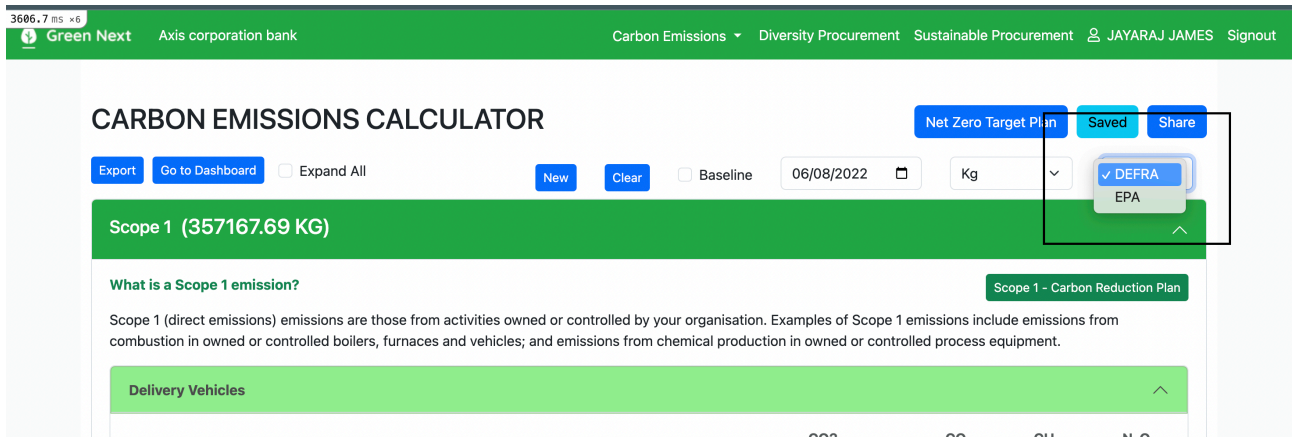 3606.7 ms ×6
Green Next Axis corporation bank Carbon Emissions Diversity Procurement Sustainable Procurement JAYARAJ JAMES Signout
CARBON EMISSIONS CALCULATOR Net Zero Target Plan Saved Share
Export Go to Dashboard Expand All New Clear Baseline 06/08/2022 Kg DEFRA
EPA
Scope 1 (357167.69 KG)
What is a Scope 1 emission? Scope 1 - Carbon Reduction Plan
Scope 1 (direct emissions) emissions are those from activities owned or controlled by your organisation. Examples of Scope 1 emissions include emissions from
combustion in owned or controlled boilers, furnaces and vehicles; and emissions from chemical production in owned or controlled process equipment.
Delivery Vehicles